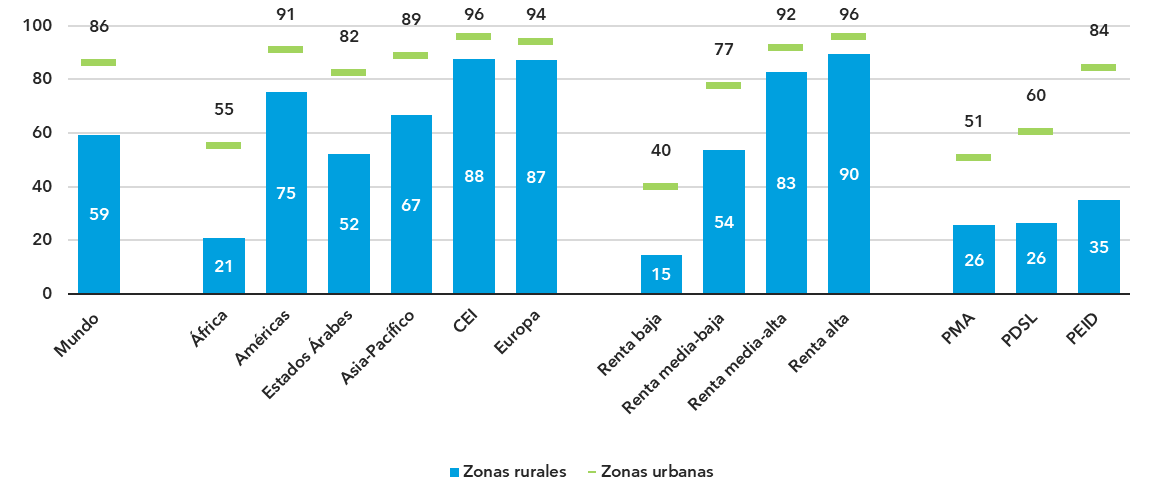 100
80
60
40
20
0
86
59
55
21
91
75
82
52
89
67
96
88
94
87
40
15
77
54
92
83
96
90
51
26
60
26
84
35
Mundo
África
Américas
Estados Árabes
Asia-Pacífico
CEI
Europa
Renta baja
Renta media-baja
Renta media-alta
Renta alta
PMA
PDSL
PEID
Zonas rurales
Zonas urbanas